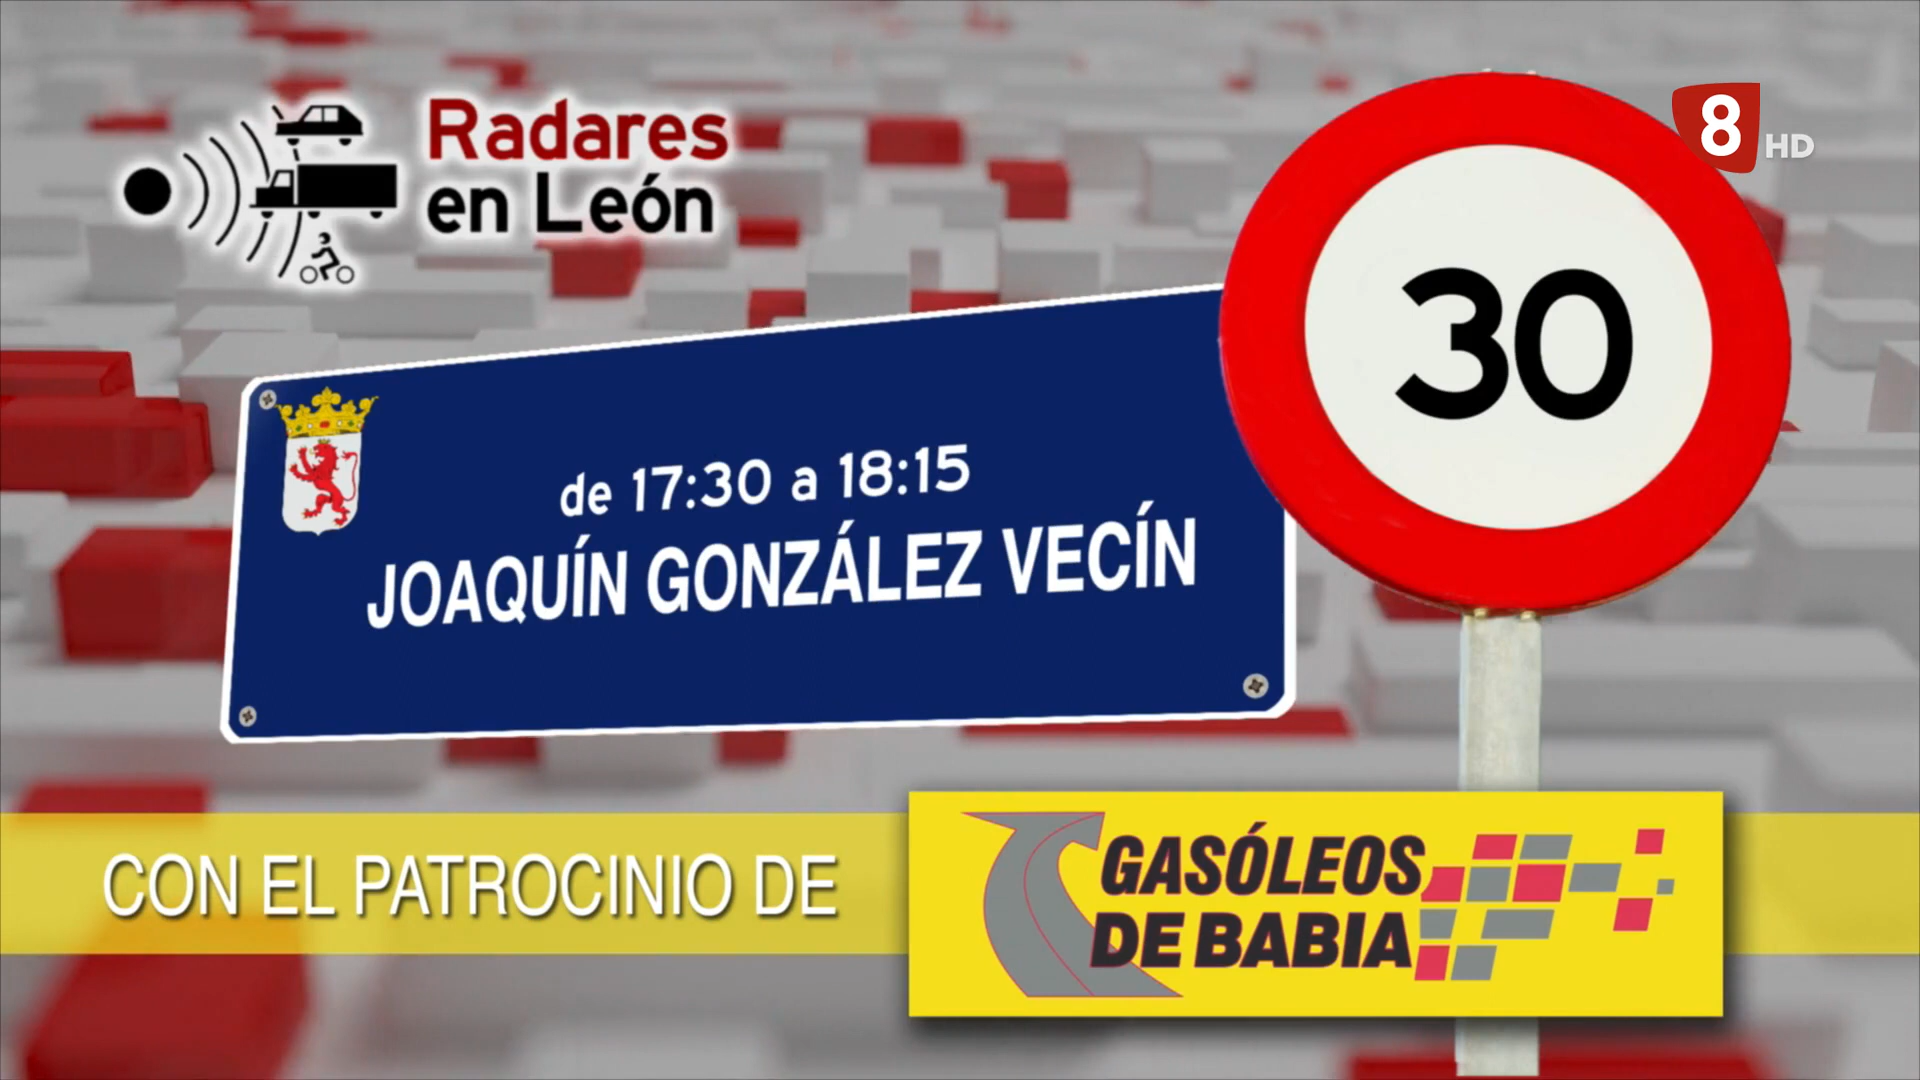 Radares
en León
8 HD
30
de 17:30 a 18:15
JOAQUÍN GONZÁLEZ VECÍN
CON EL PATROCINIO DE
GASÓLEOS
DE BABIA